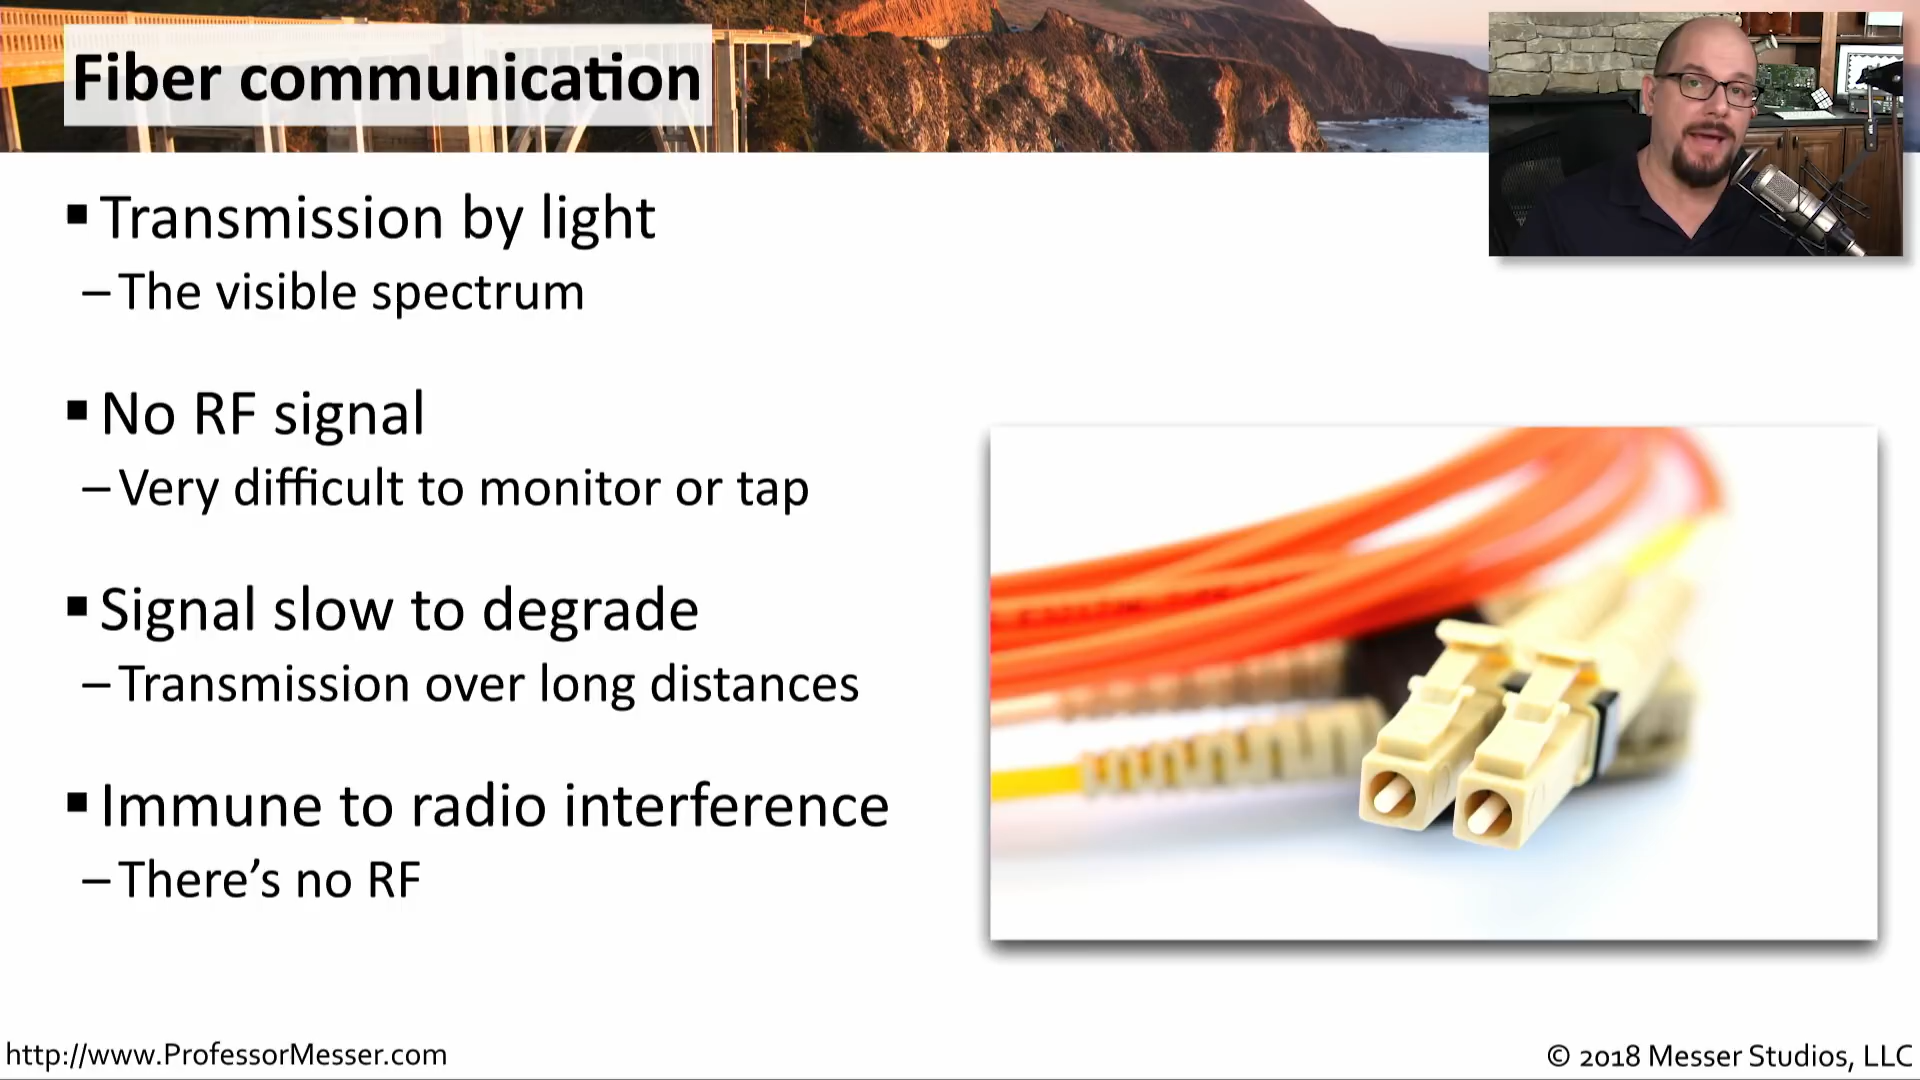 Fiber communication
▪ Transmission by light
– The visible spectrum
▪ No RF signal
– Very difficult to monitor or tap
▪ Signal slow to degrade
– Transmission over long distances
▪ Immune to radio interference
– There’s no RF
http://www.ProfessorMesser.com
© 2018 Messer Studios, LLC